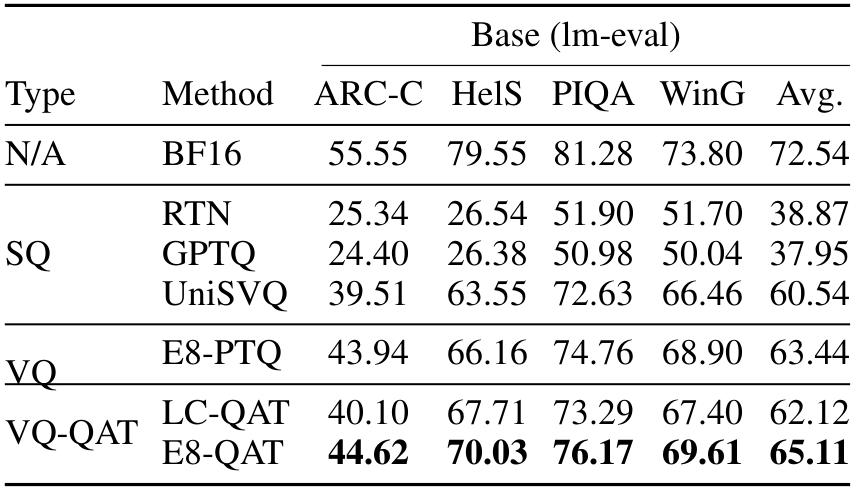 Base (lm-eval)
Type Method ARC-C HelS PIQA WinG Avg.
N/A BF16 55.55 79.55 81.28 73.80 72.54
RTN 25.34 26.54 51.90 51.70 38.87
SQ GPTQ 24.40 26.38 50.98 50.04 37.95
UniSVQ 39.51 63.55 72.63 66.46 60.54
VQ E8-PTQ 43.94 66.16 74.76 68.90 63.44
VQ-QAT LC-QAT 40.10 67.71 73.29 67.40 62.12
E8-QAT 44.62 70.03 76.17 69.61 65.11